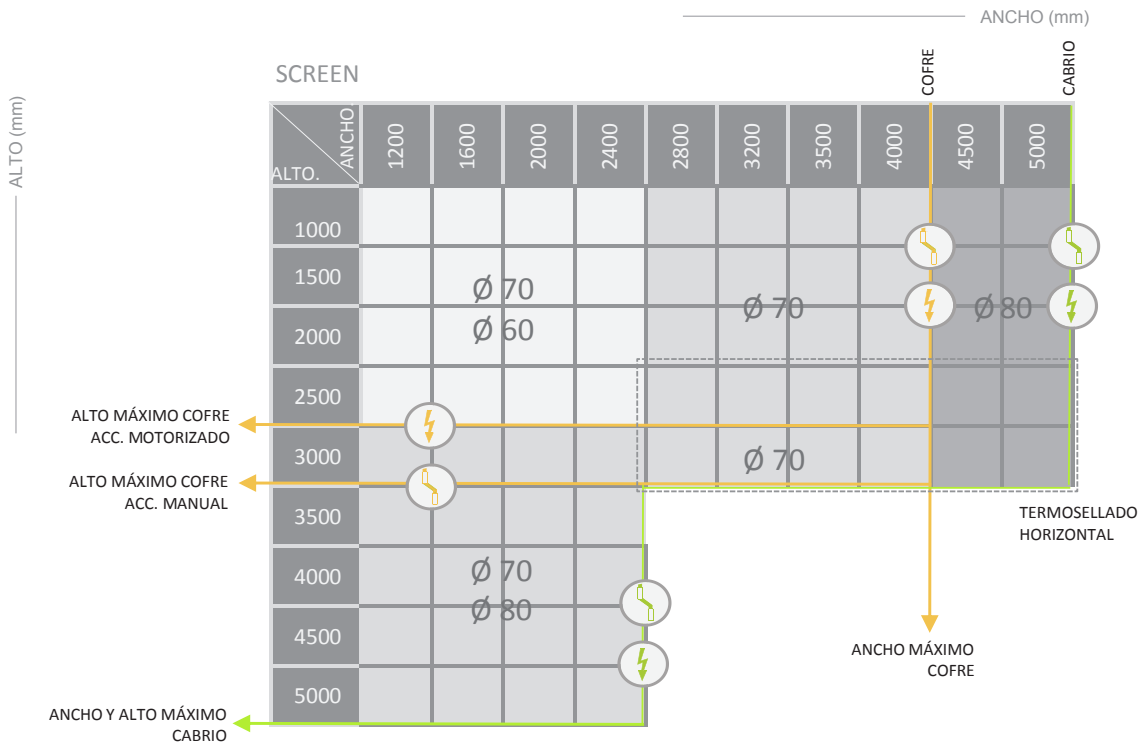 ANCHO (mm)
ALTO (mm)
SCREEN
COFRE
CABRIO
ANCHO
ALTO.
1200
1600
2000
2400
2800
3200
3500
4000
4500
5000
1000
1500
2000
2500
3000
3500
4000
4500
5000
Ø 70
Ø 60
Ø 70
Ø 80
Ø 70
Ø 70
Ø 80
ALTO MÁXIMO COFRE
ACC. MOTORIZADO
ALTO MÁXIMO COFRE
ACC. MANUAL
TERMOSELLADO
HORIZONTAL
ANCHO MÁXIMO
COFRE
ANCHO Y ALTO MÁXIMO
CABRIO